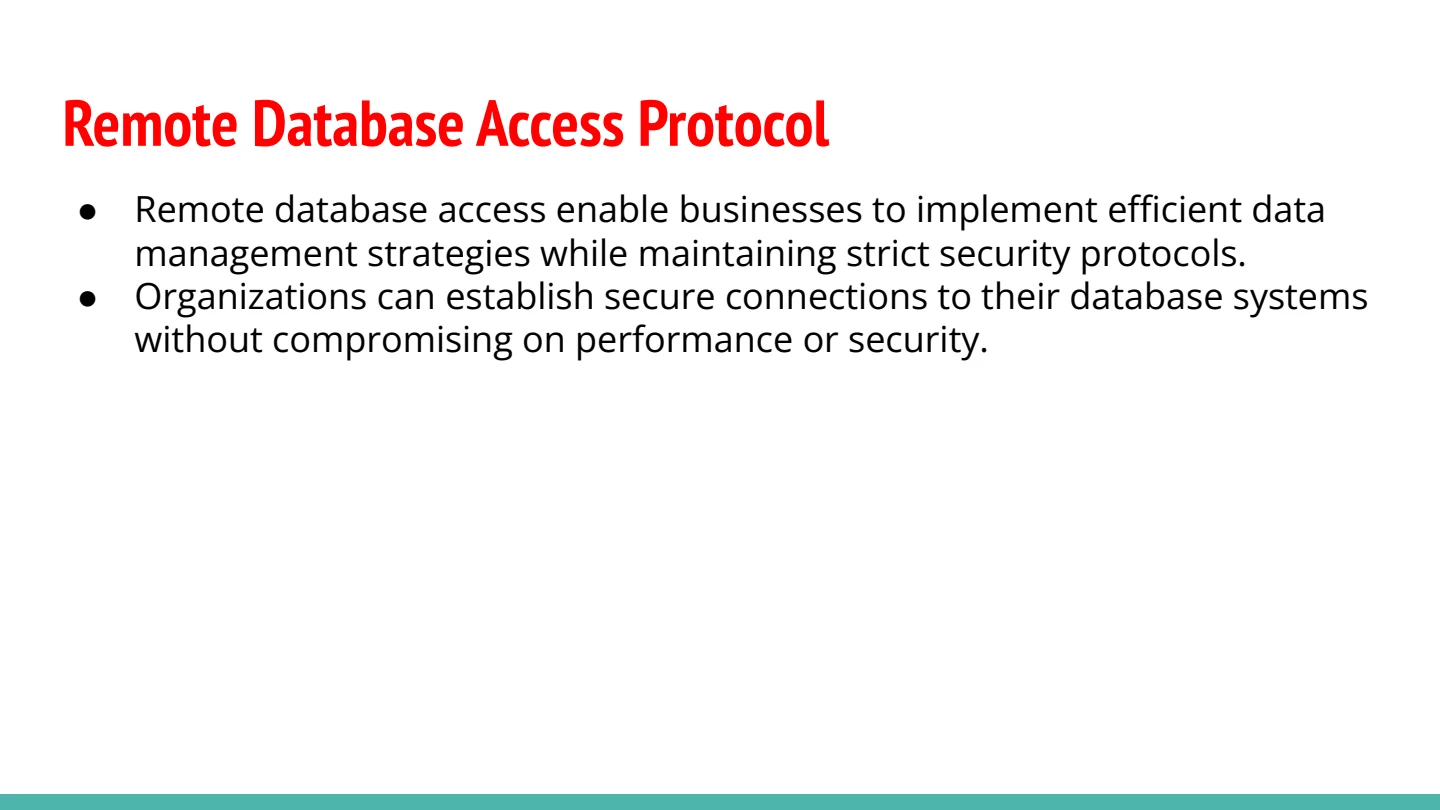 Remote Database Access Protocol
● Remote database access enable businesses to implement efficient data
management strategies while maintaining strict security protocols.
● Organizations can establish secure connections to their database systems
without compromising on performance or security.